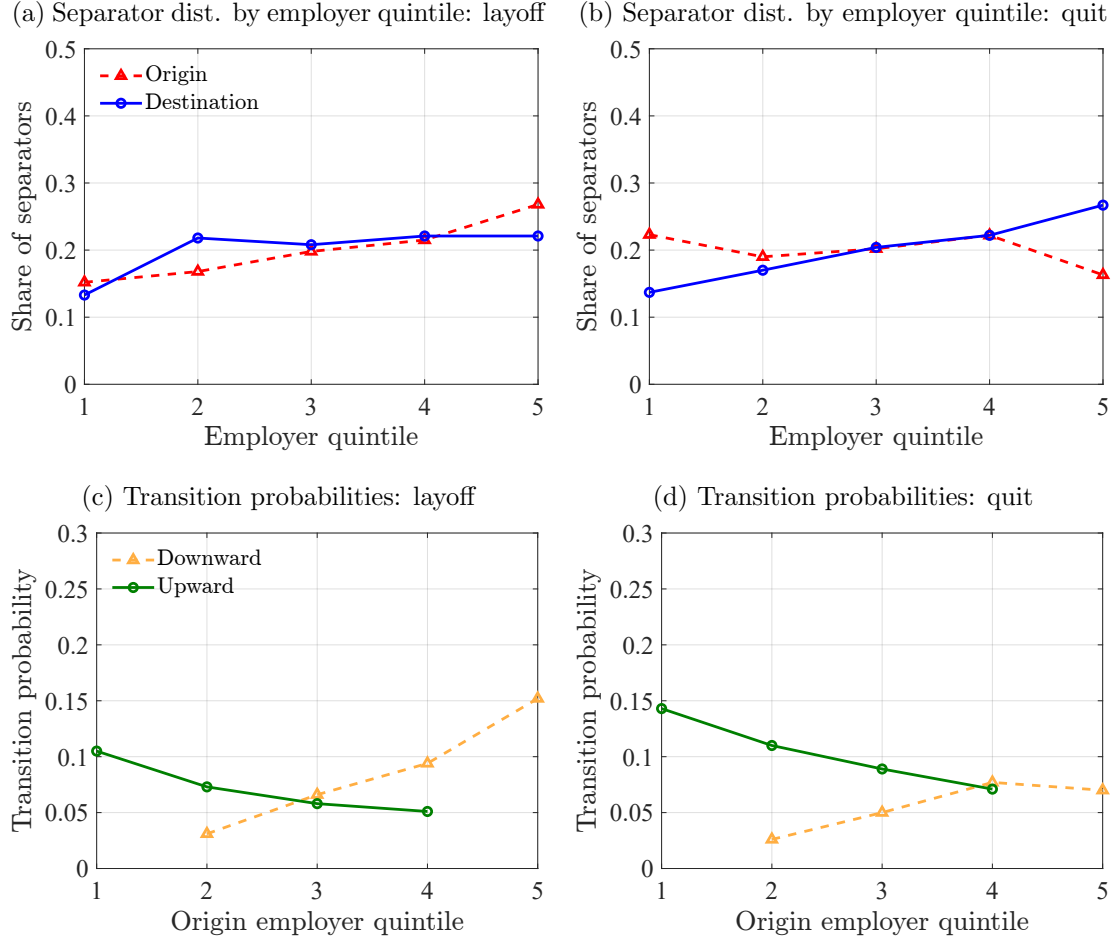 (a) Separator dist. by employer quintile: layoff
0.5
0.4
0.3
0.2
0.1
0
Share of separators
Origin
Destination
1 2 3 4 5
Employer quintile
(b) Separator dist. by employer quintile: quit
0.5
0.4
0.3
0.2
0.1
0
Share of separators
1 2 3 4 5
Employer quintile
(c) Transition probabilities: layoff
0.3
0.25
0.2
0.15
0.1
0.05
0
Transition probability
Downward
Upward
1 2 3 4 5
Origin employer quintile
(d) Transition probabilities: quit
0.3
0.25
0.2
0.15
0.1
0.05
0
Transition probability
1 2 3 4 5
Origin employer quintile